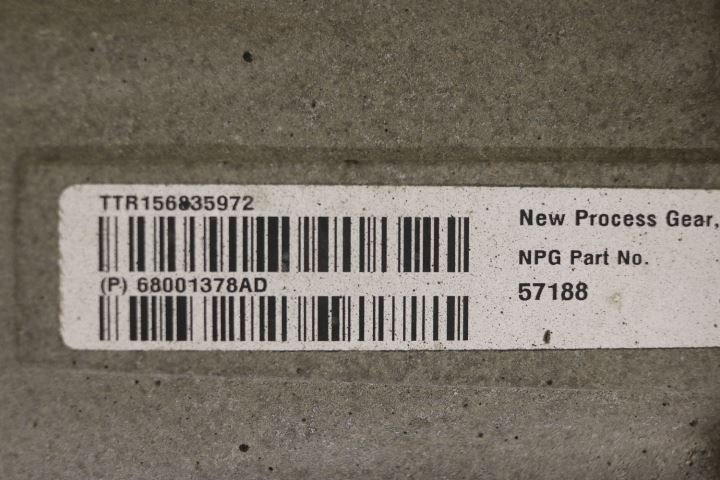 TTR156835972
(P) 68001378AD
New Process Gear,
NPG Part No.
57188